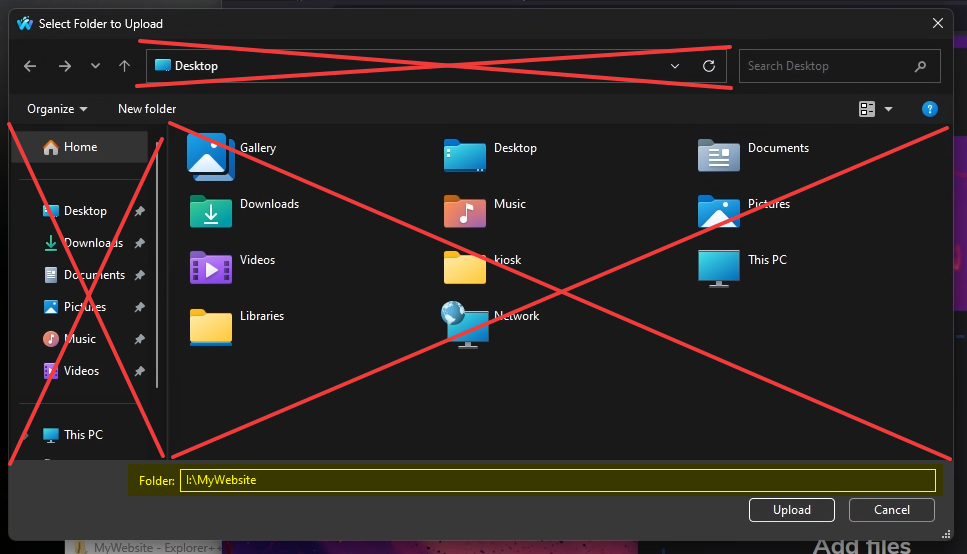 Select Folder to Upload
Desktop
Search Desktop
Organize
New folder
Home
Desktop
Downloads
Documents
Pictures
Music
Videos
This PC
Gallery
Desktop
Documents
Downloads
Music
Pictures
Videos
kiosk
This PC
Libraries
Network
Folder: I:\MyWebsite
Upload
Cancel
MyWebsite - Explorer++
Add files